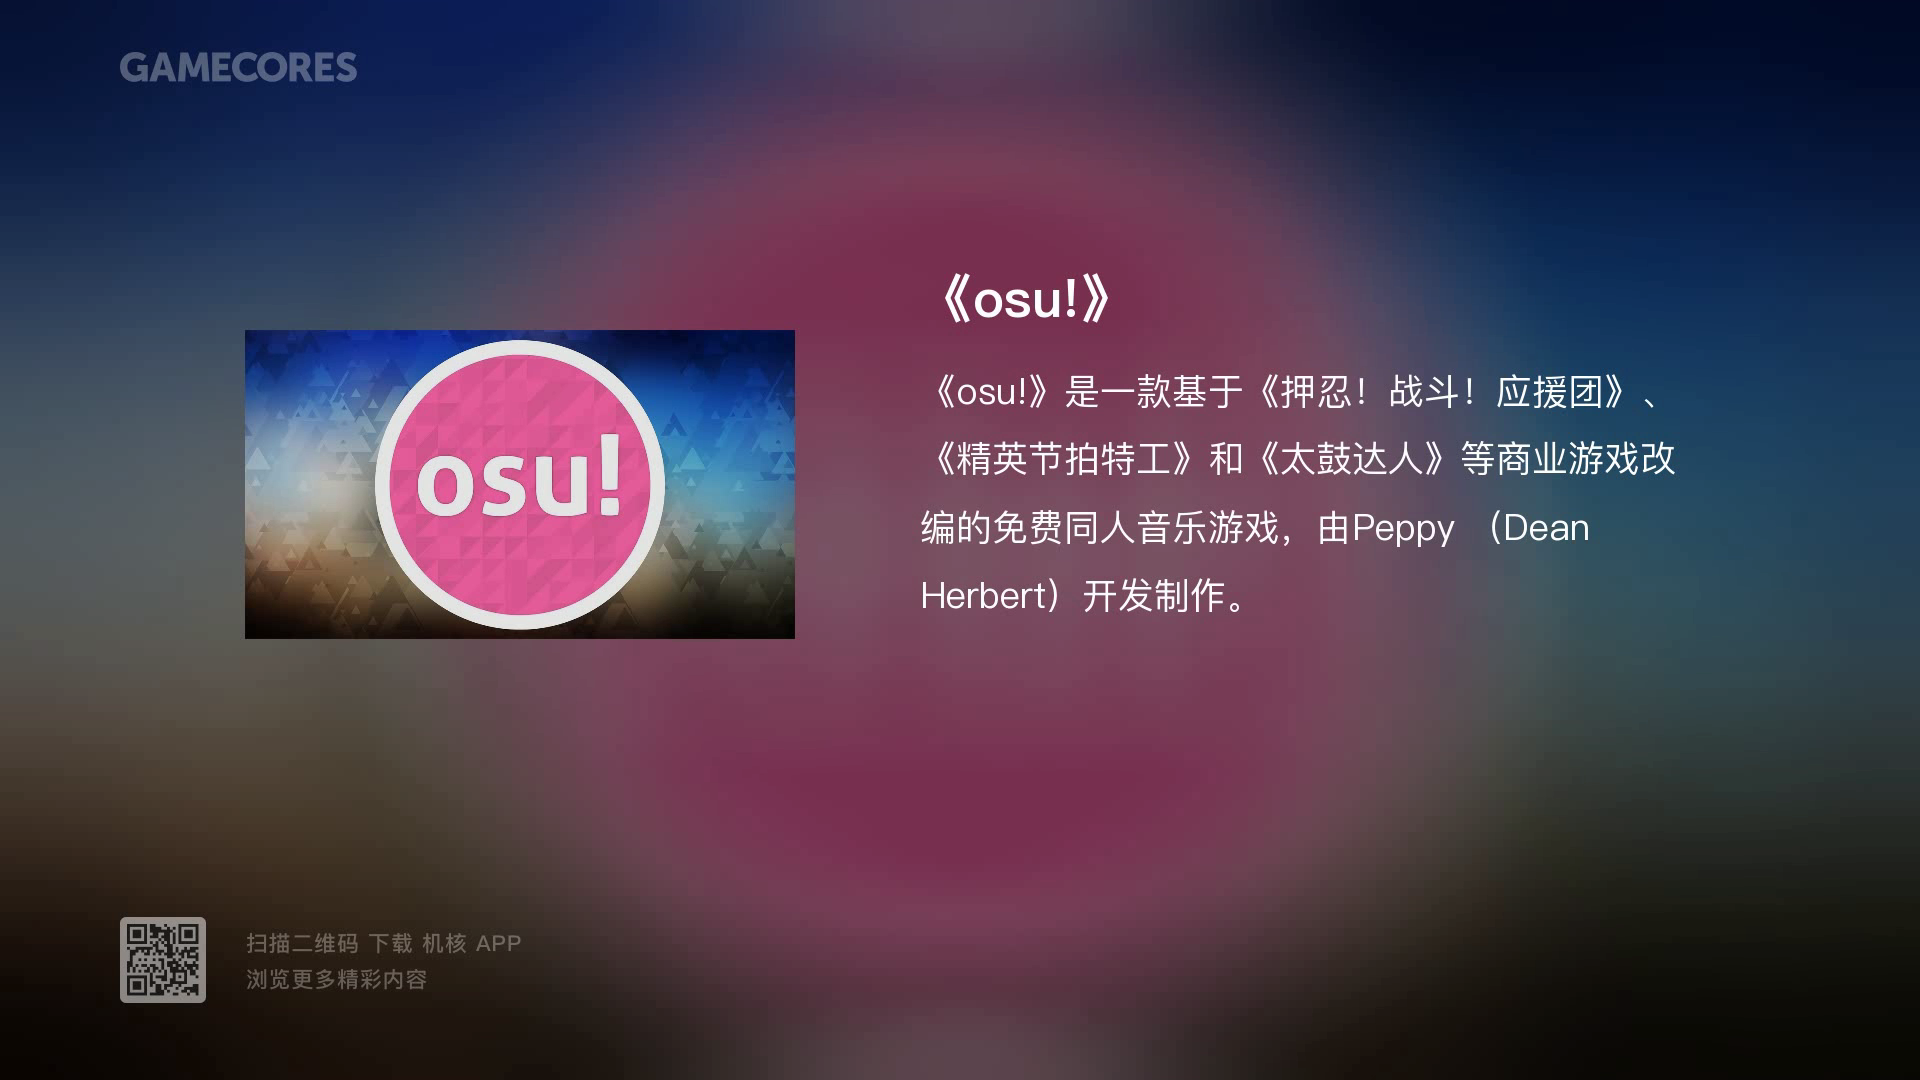 GAMECORES
《osu!》
osu!
《osu!》是一款基于《押忍！战斗！应援团》、
《精英节拍特工》和《太鼓达人》等商业游戏改
编的免费同人音乐游戏，由Peppy （Dean
Herbert）开发制作。
扫描二维码 下载 机核 APP
浏览更多精彩内容